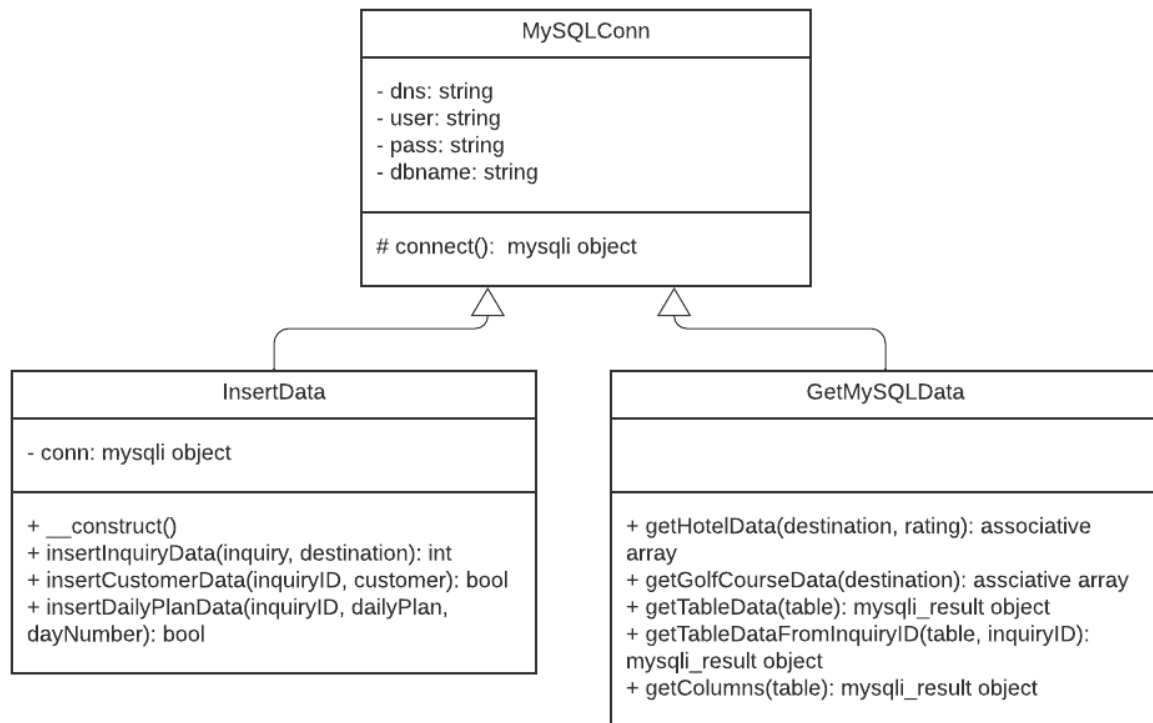 MySQLConn
- dns: string
- user: string
- pass: string
- dbname: string
# connect():  mysqli object
InsertData
- conn: mysqli object
+ __construct()
+ insertInquiryData(inquiry, destination): int
+ insertCustomerData(inquiryID, customer): bool
+ insertDailyPlanData(inquiryID, dailyPlan,
dayNumber): bool
GetMySQLData
+ getHotelData(destination, rating): associative
array
+ getGolfCourseData(destination): assciative array
+ getTableData(table): mysqli_result object
+ getTableDataFromInquiryID(table, inquiryID):
mysqli_result object
+ getColumns(table): mysqli_result object